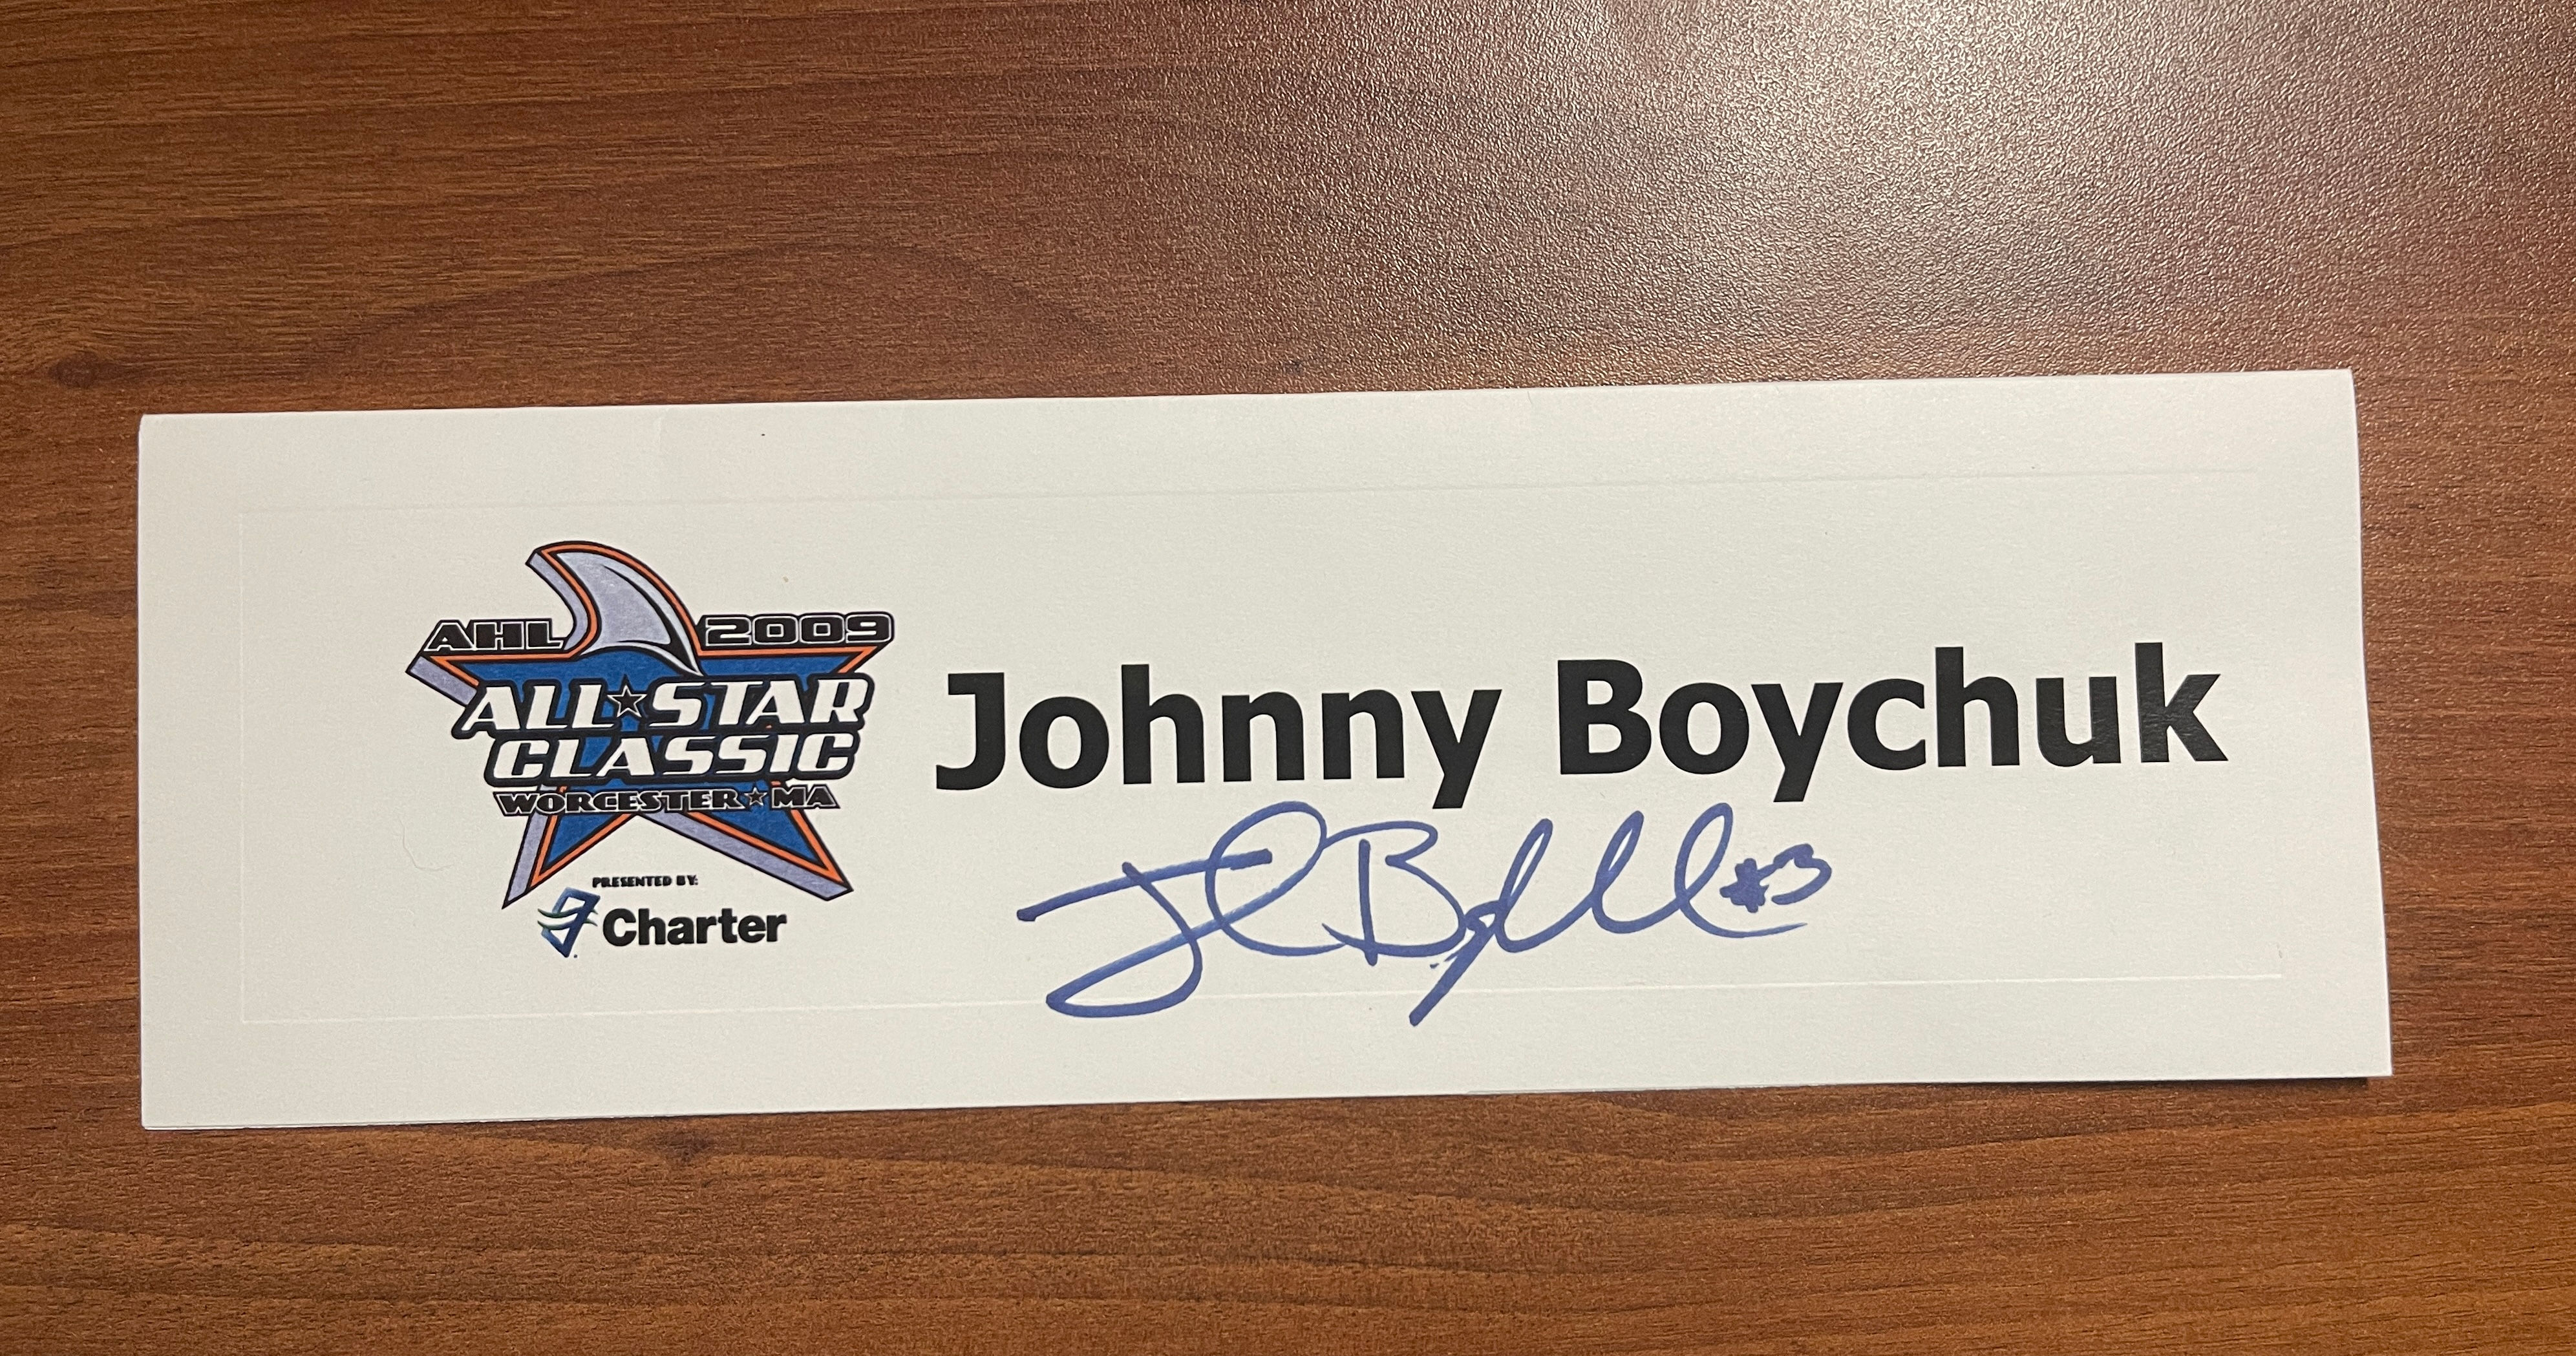 AHL 2009
ALL★STAR
CLASSIC
WORCESTER★MA
PRESENTED BY:
Charter
Johnny Boychuk
#3